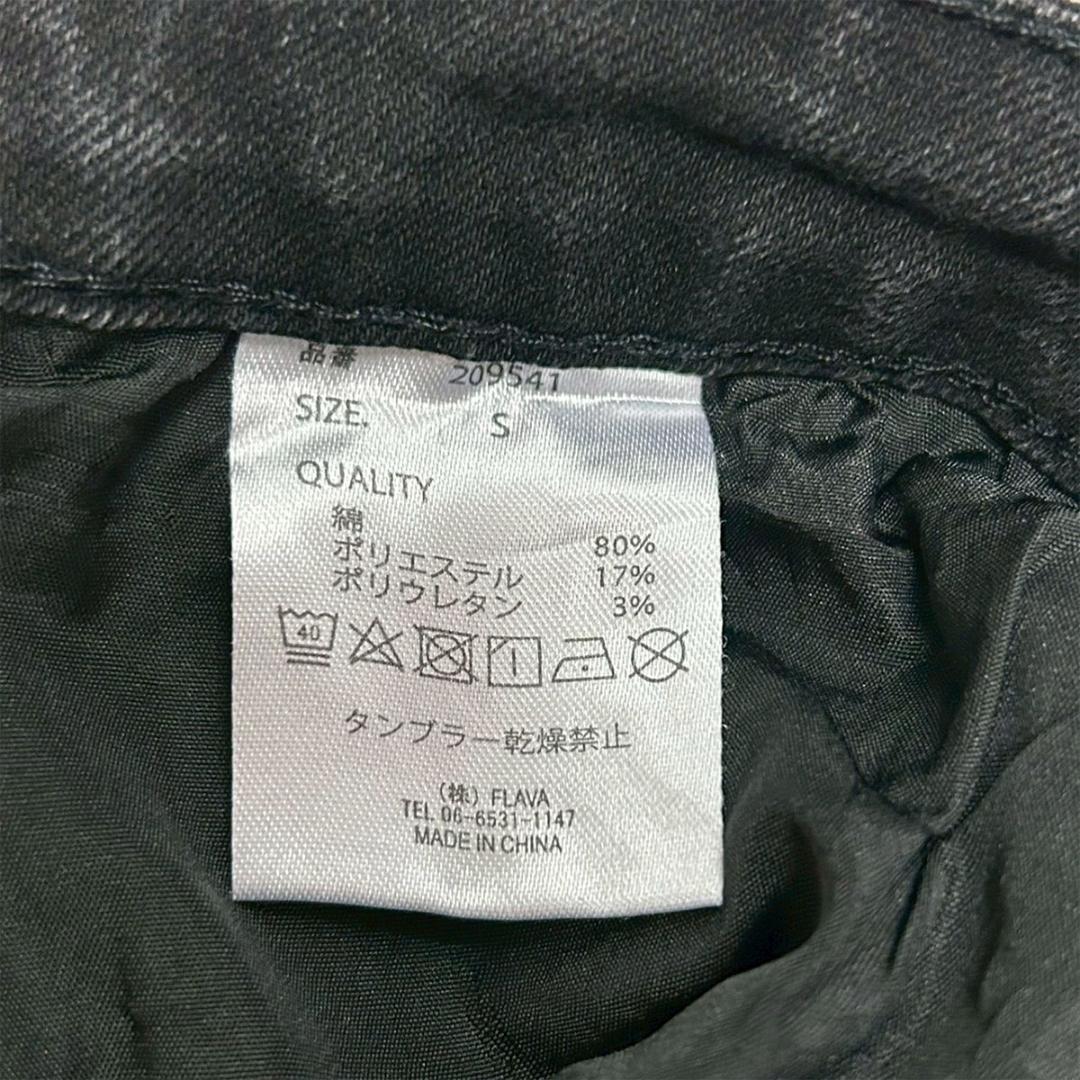 品番 209541
SIZE. S
QUALITY
綿 80%
ポリエステル 17%
ポリウレタン 3%
40
タンブラー乾燥禁止
(株) FLAVA
TEL 06-6531-1147
MADE IN CHINA